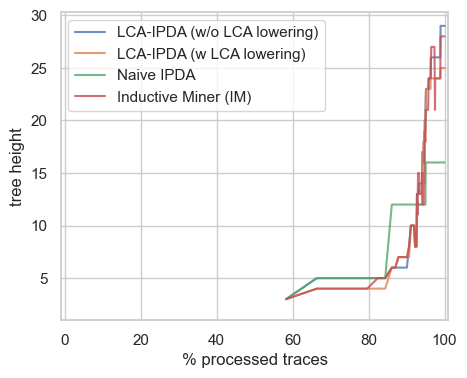 30
25
20
15
10
5
tree height
LCA-IPDA (w/o LCA lowering)
LCA-IPDA (w LCA lowering)
Naive IPDA
Inductive Miner (IM)
0 20 40 60 80 100
% processed traces